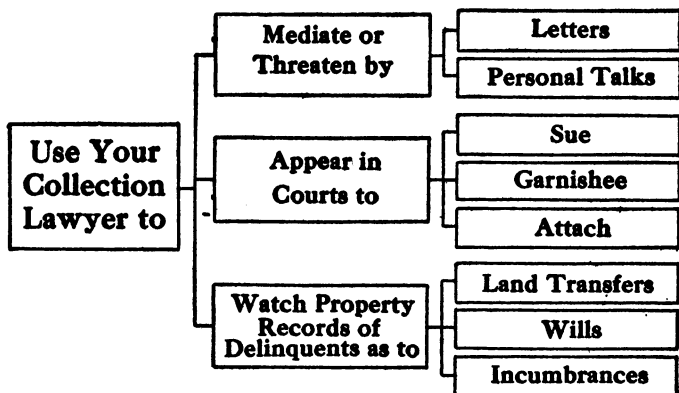 Use Your
Collection
Lawyer to
Mediate or
Threaten by
Letters
Personal Talks
Appear in
Courts to
Sue
Garnishee
Attach
Watch Property
Records of
Delinquents as to
Land Transfers
Wills
Incumbrances